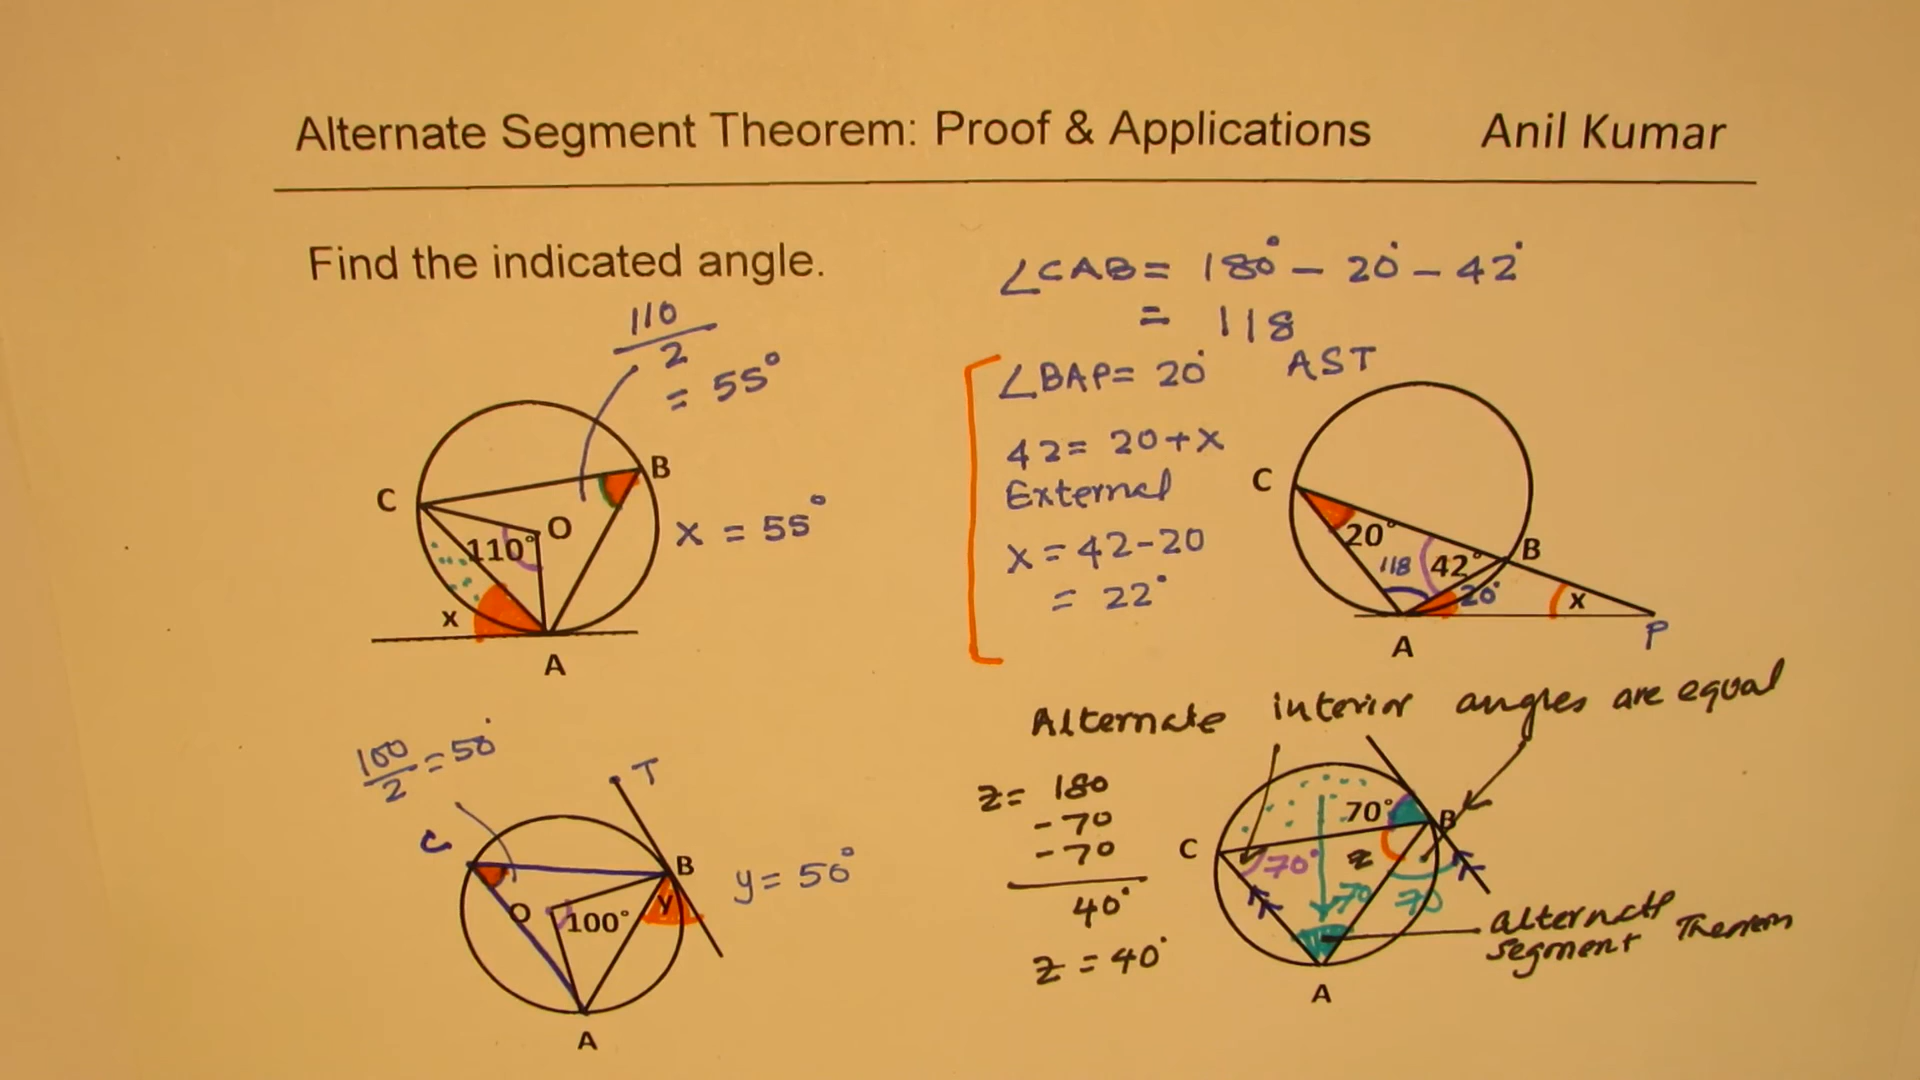 Alternate Segment Theorem: Proof & Applications Anil Kumar
Find the indicated angle.
110/2
= 55°
C
B
O
110°
x
A
x = 55°
∠CAB = 180° - 20° - 42°
= 118
∠BAP = 20° AST
42 = 20 + x
External
x = 42 - 20
= 22°
C
20°
118
42°
B
20°
x
A
P
100/2 = 50°
T
C
B
O
100°
y
A
y = 50°
Alternate interior angles are equal
z = 180
- 70
- 70
40°
z = 40°
70°
B
C
70°
z
70
70
A
alternate
segment Theorem